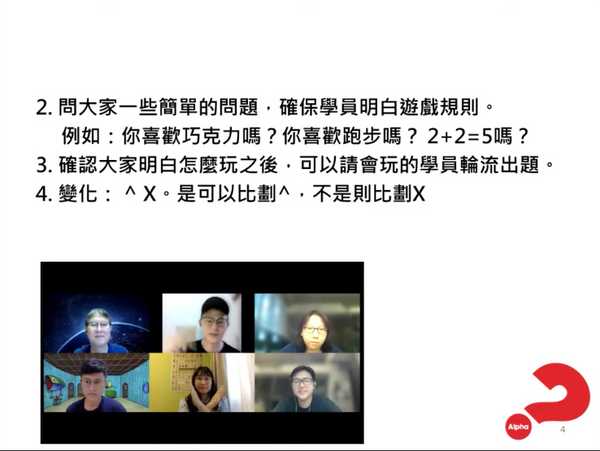 2. 問大家一些簡單的問題，確保學員明白遊戲規則。
例如：你喜歡巧克力嗎？你喜歡跑步嗎？ 2+2=5嗎？
3. 確認大家明白怎麼玩之後，可以請會玩的學員輪流出題。
4. 變化： ^ X。是可以比劃^，不是則比劃X
Alpha
4